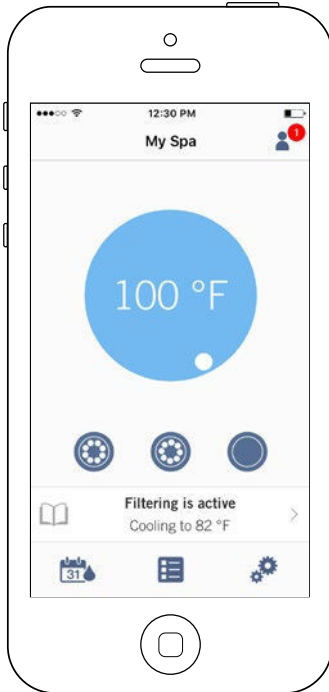 12:30 PM
My Spa
1
100 °F
Filtering is active
Cooling to 82 °F
31